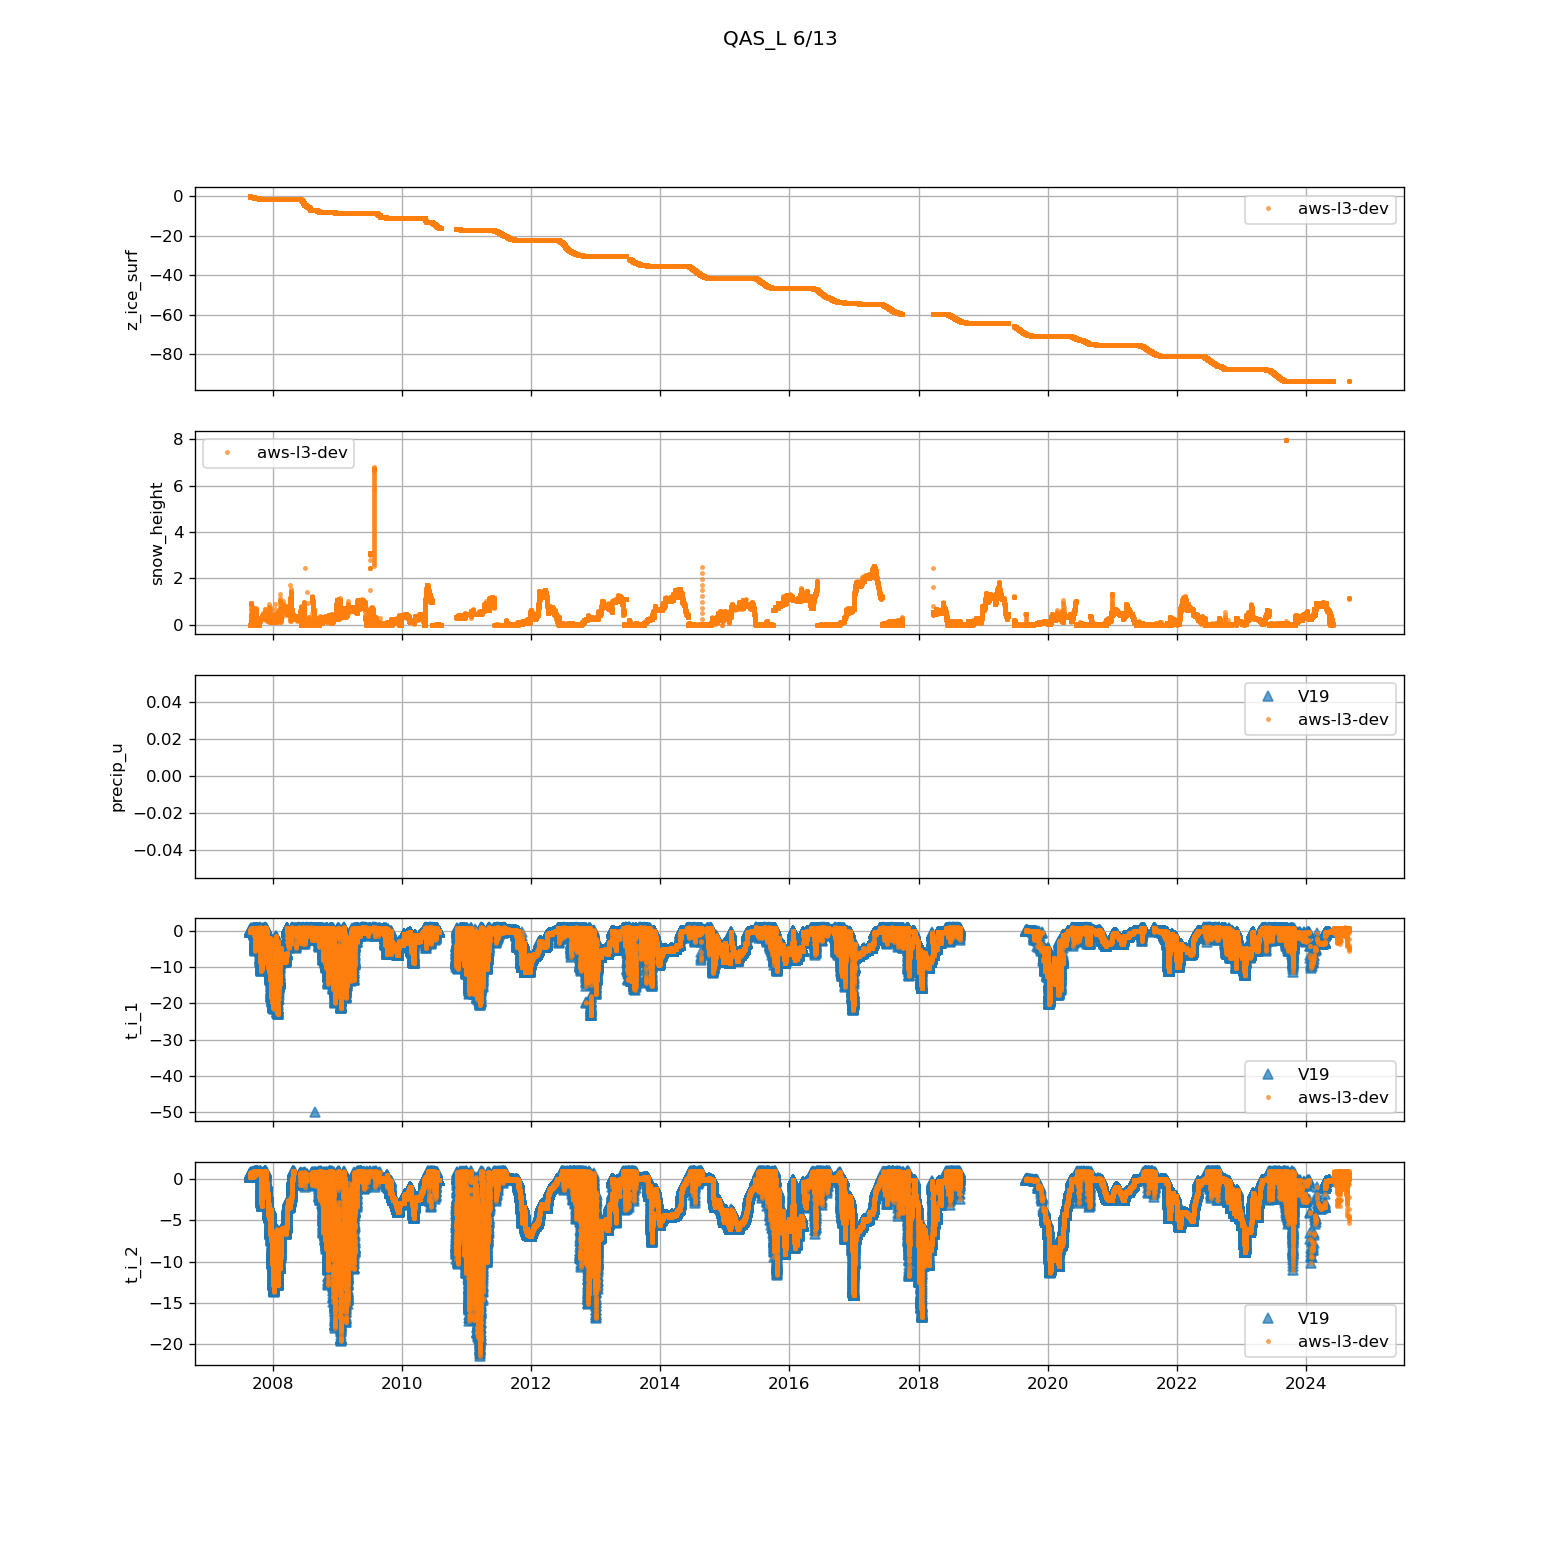 QAS_L 6/13
0
−20
−40
−60
−80
z_ice_surf
aws-l3-dev
8
6
4
2
0
snow_height
aws-l3-dev
0.04
0.02
0.00
−0.02
−0.04
precip_u
V19
aws-l3-dev
0
−10
−20
−30
−40
−50
t_i_1
V19
aws-l3-dev
0
−5
−10
−15
−20
t_i_2
V19
aws-l3-dev
2008 2010 2012 2014 2016 2018 2020 2022 2024